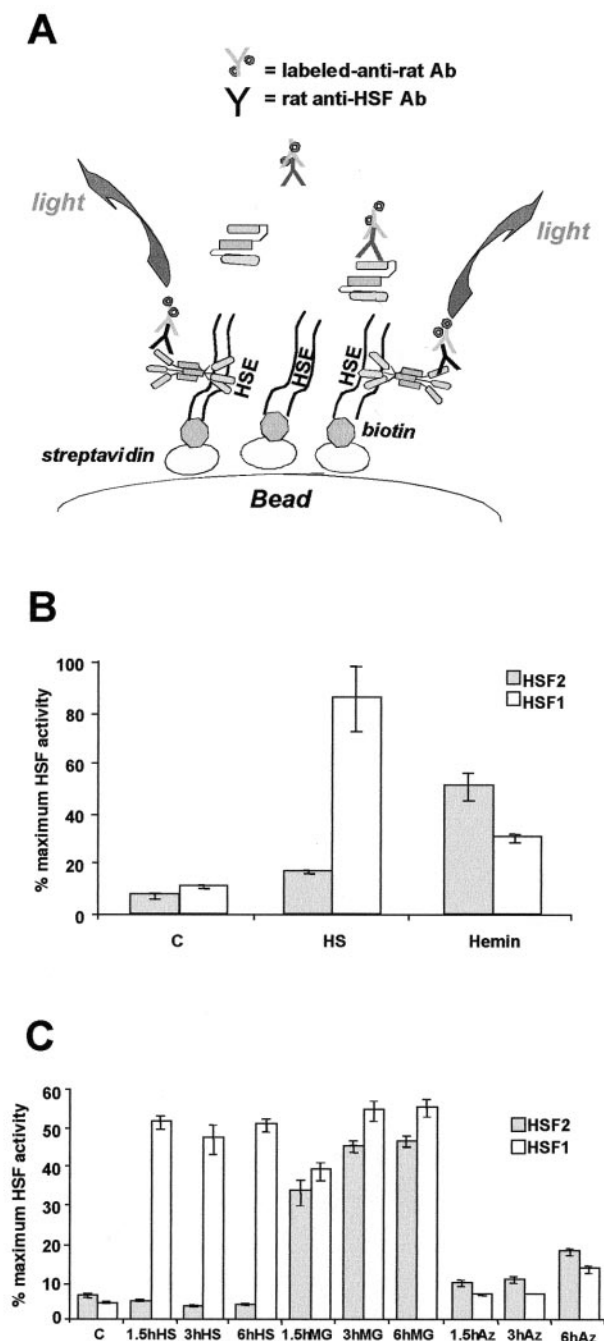 A
= labeled-anti-rat Ab
= rat anti-HSF Ab
light
light
HSE
HSE
HSE
streptavidin
biotin
Bead
B
100
80
60
40
20
0
% maximum HSF activity
HSF2
HSF1
C
HS
Hemin
C
60
50
40
30
20
10
0
% maximum HSF activity
HSF2
HSF1
C
1.5hHS
3hHS
6hHS
1.5hMG
3hMG
6hMG
1.5hAz
3hAz
6hAz